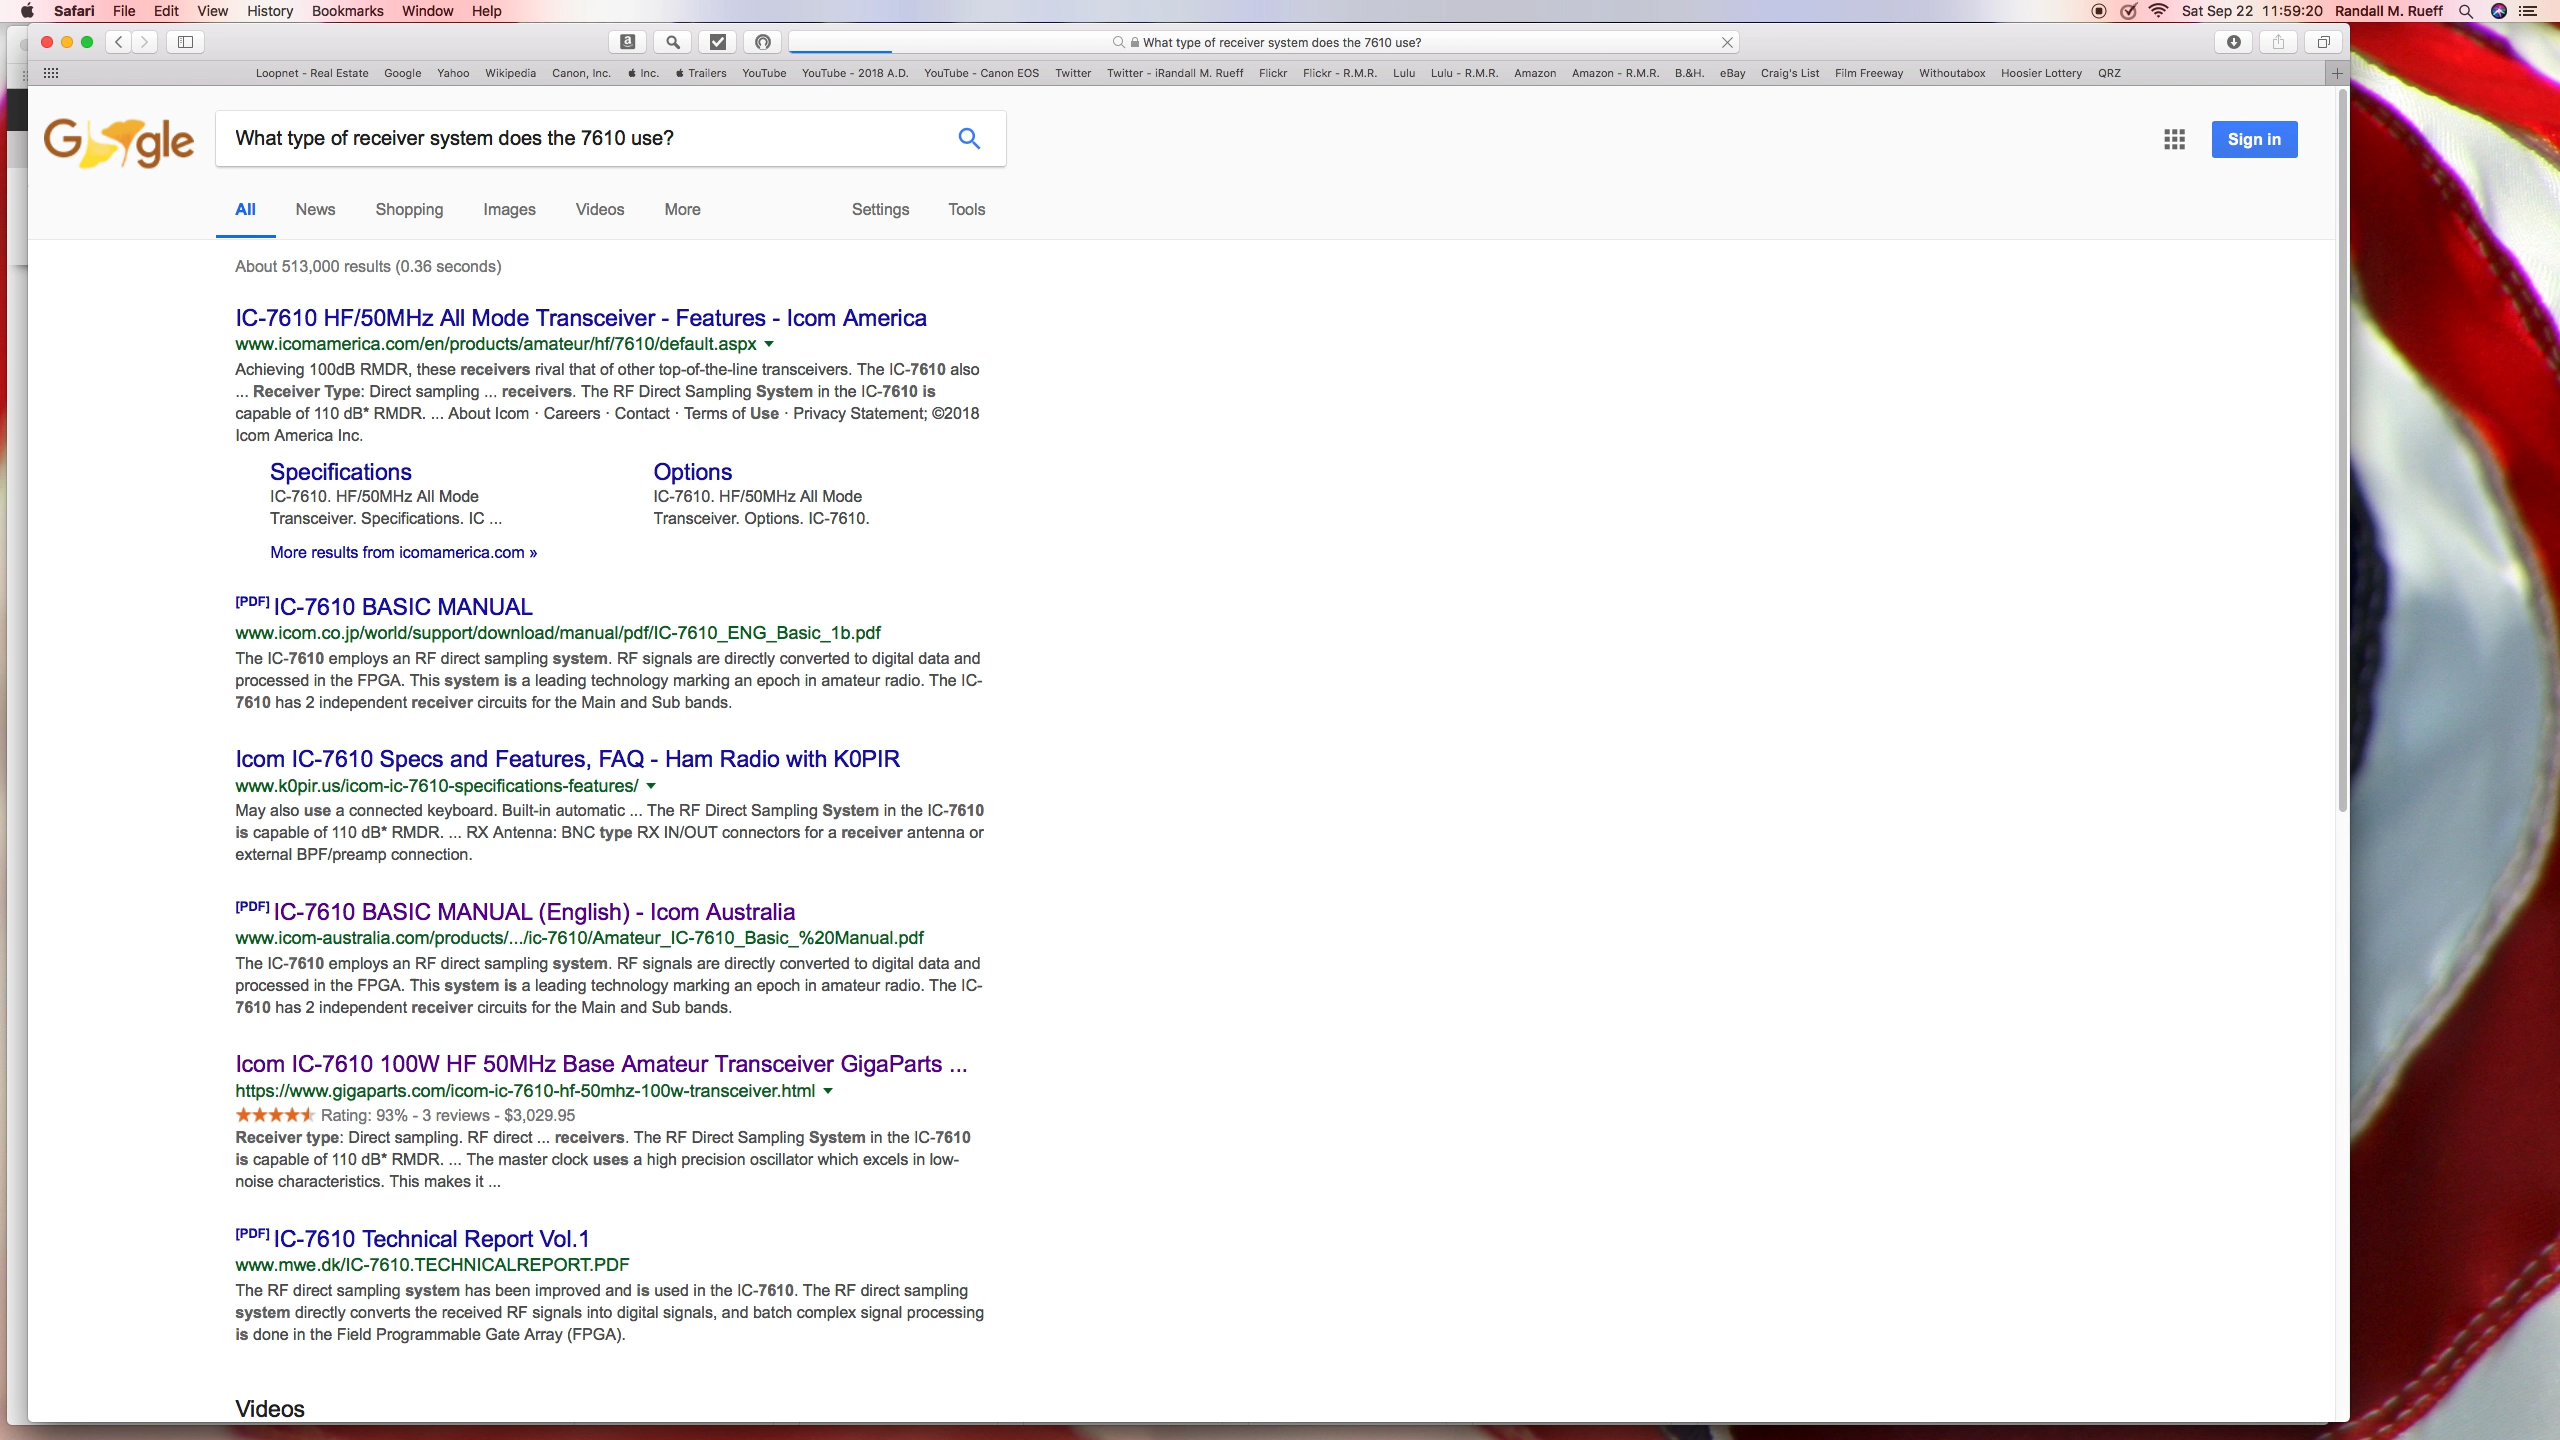 Safari File Edit View History Bookmarks Window Help
Sat Sep 22 11:59:20 Randall M. Rueff
What type of receiver system does the 7610 use?
Loopnet - Real Estate Google Yahoo Wikipedia Canon, Inc. Inc. Trailers YouTube YouTube - 2018 A.D. YouTube - Canon EOS Twitter Twitter - iRandall M. Rueff Flickr Flickr - R.M.R. Lulu Lulu - R.M.R. Amazon Amazon - R.M.R. B.&H. eBay Craig's List Film Freeway Withoutabox Hoosier Lottery QRZ
Google
What type of receiver system does the 7610 use?
Sign in
All News Shopping Images Videos More Settings Tools
About 513,000 results (0.36 seconds)
IC-7610 HF/50MHz All Mode Transceiver - Features - Icom America
www.icomamerica.com/en/products/amateur/hf/7610/default.aspx
Achieving 100dB RMDR, these receivers rival that of other top-of-the-line transceivers. The IC-7610 also
... Receiver Type: Direct sampling ... receivers. The RF Direct Sampling System in the IC-7610 is
capable of 110 dB* RMDR. ... About Icom · Careers · Contact · Terms of Use · Privacy Statement; ©2018
Icom America Inc.
Specifications
IC-7610. HF/50MHz All Mode
Transceiver. Specifications. IC ...
Options
IC-7610. HF/50MHz All Mode
Transceiver. Options. IC-7610.
More results from icomamerica.com »
[PDF] IC-7610 BASIC MANUAL
www.icom.co.jp/world/support/download/manual/pdf/IC-7610_ENG_Basic_1b.pdf
The IC-7610 employs an RF direct sampling system. RF signals are directly converted to digital data and
processed in the FPGA. This system is a leading technology marking an epoch in amateur radio. The IC-
7610 has 2 independent receiver circuits for the Main and Sub bands.
Icom IC-7610 Specs and Features, FAQ - Ham Radio with K0PIR
www.k0pir.us/icom-ic-7610-specifications-features/
May also use a connected keyboard. Built-in automatic ... The RF Direct Sampling System in the IC-7610
is capable of 110 dB* RMDR. ... RX Antenna: BNC type RX IN/OUT connectors for a receiver antenna or
external BPF/preamp connection.
[PDF] IC-7610 BASIC MANUAL (English) - Icom Australia
www.icom-australia.com/products/.../ic-7610/Amateur_IC-7610_Basic_%20Manual.pdf
The IC-7610 employs an RF direct sampling system. RF signals are directly converted to digital data and
processed in the FPGA. This system is a leading technology marking an epoch in amateur radio. The IC-
7610 has 2 independent receiver circuits for the Main and Sub bands.
Icom IC-7610 100W HF 50MHz Base Amateur Transceiver GigaParts ...
https://www.gigaparts.com/icom-ic-7610-hf-50mhz-100w-transceiver.html
Rating: 93% - 3 reviews - $3,029.95
Receiver type: Direct sampling. RF direct ... receivers. The RF Direct Sampling System in the IC-7610
is capable of 110 dB* RMDR. ... The master clock uses a high precision oscillator which excels in low-
noise characteristics. This makes it ...
[PDF] IC-7610 Technical Report Vol.1
www.mwe.dk/IC-7610.TECHNICALREPORT.PDF
The RF direct sampling system has been improved and is used in the IC-7610. The RF direct sampling
system directly converts the received RF signals into digital signals, and batch complex signal processing
is done in the Field Programmable Gate Array (FPGA).
Videos